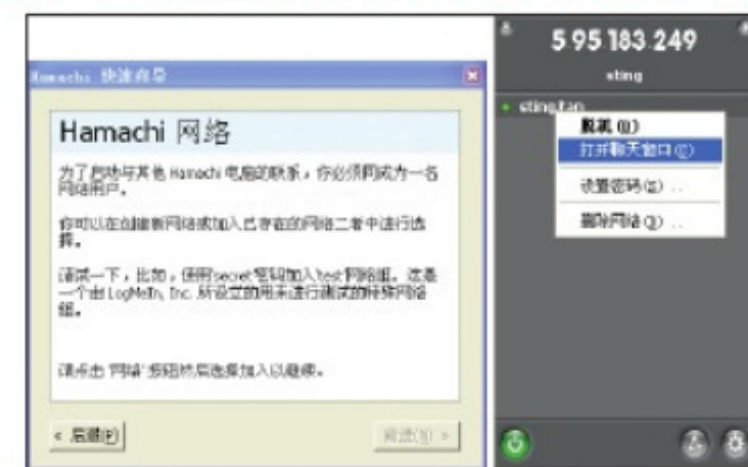 Hamachi 快速向导
Hamachi 网络
为了启动与其他 Hamachi 电脑的联系，你必须同成为一名
网络用户。
你可以在创建新网络或加入已存在的网络二者中进行选
择。
请试一下，比如，使用secret密码加入test网络组。这是
一个由 LogMeIn, Inc. 所设立的用来进行测试的特殊网络
组。
请点击'网络'按钮然后选择加入以继续。
< 后退(P)
前进(N) >
5.95.183.249
sting
sting.fan
脱机
打开聊天窗口(C)
设置密码(S) ..
删除网络 ..